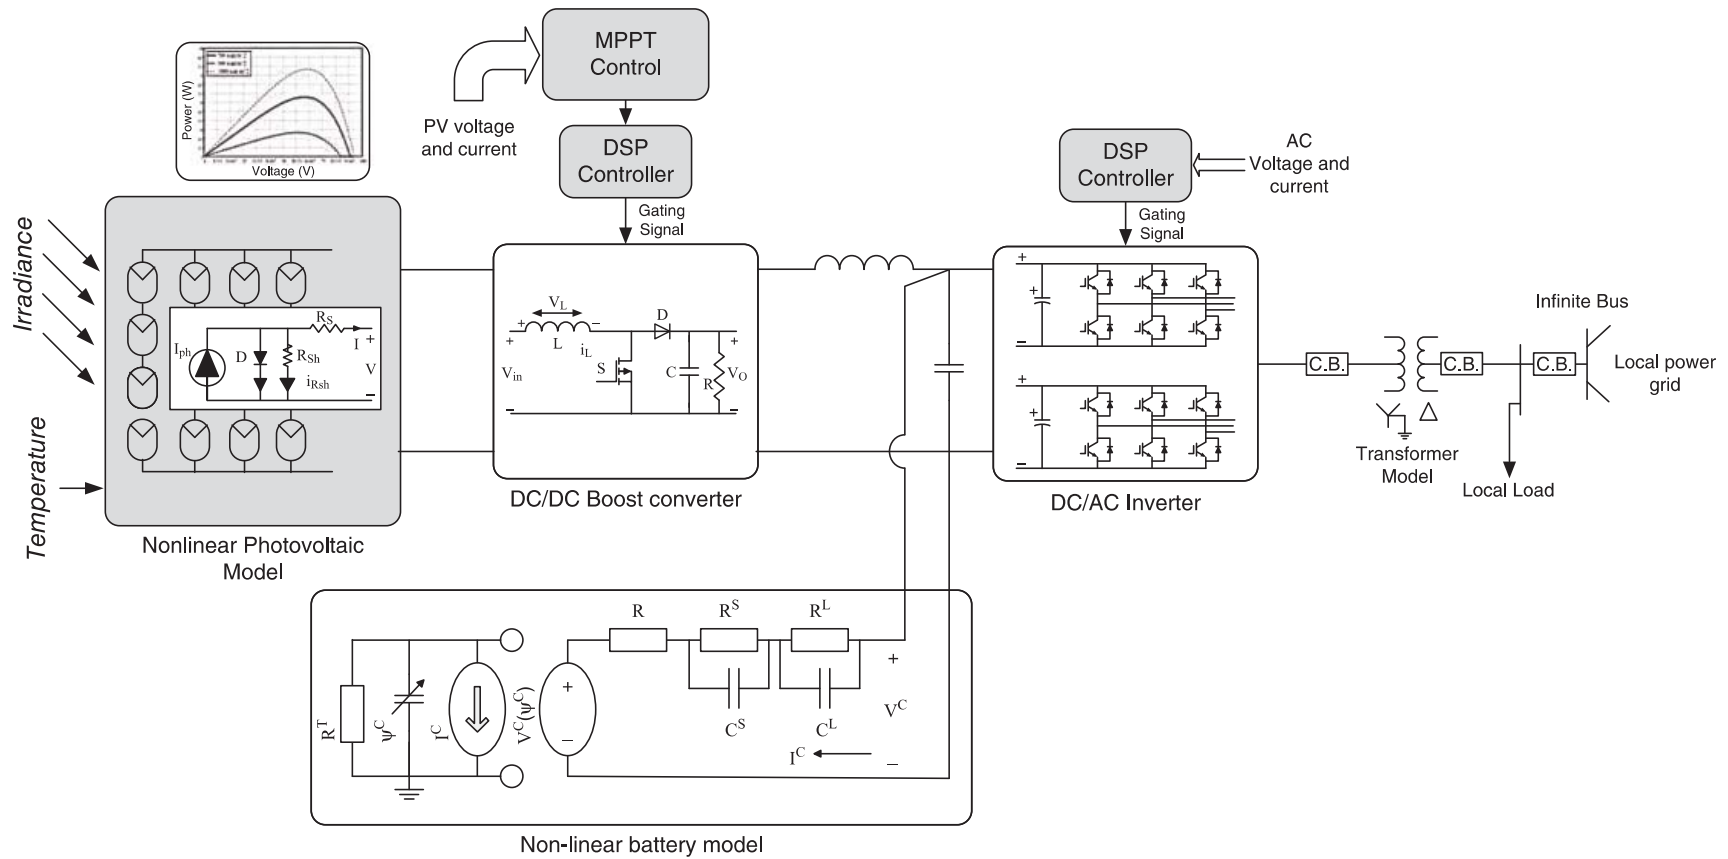 Power (W)
Voltage (V)
MPPT
Control
PV voltage
and current
DSP
Controller
Gating
Signal
DSP
Controller
AC
Voltage and
current
Gating
Signal
Irradiance
Temperature
I_ph
D
R_S
R_Sh
i_Rsh
I
+
V
−
Nonlinear Photovoltaic
Model
V_L
+
−
L
i_L
D
S
C
R
+
V_in
−
+
V_O
−
DC/DC Boost converter
+
+
−
+
+
−
DC/AC Inverter
C.B.
C.B.
C.B.
Transformer
Model
Infinite Bus
Local power
grid
Local Load
R^T
ψ^C
I^C
V^C(ψ^C)
+
−
R
R^S
R^L
C^S
C^L
+
V^C
−
I^C
Non-linear battery model